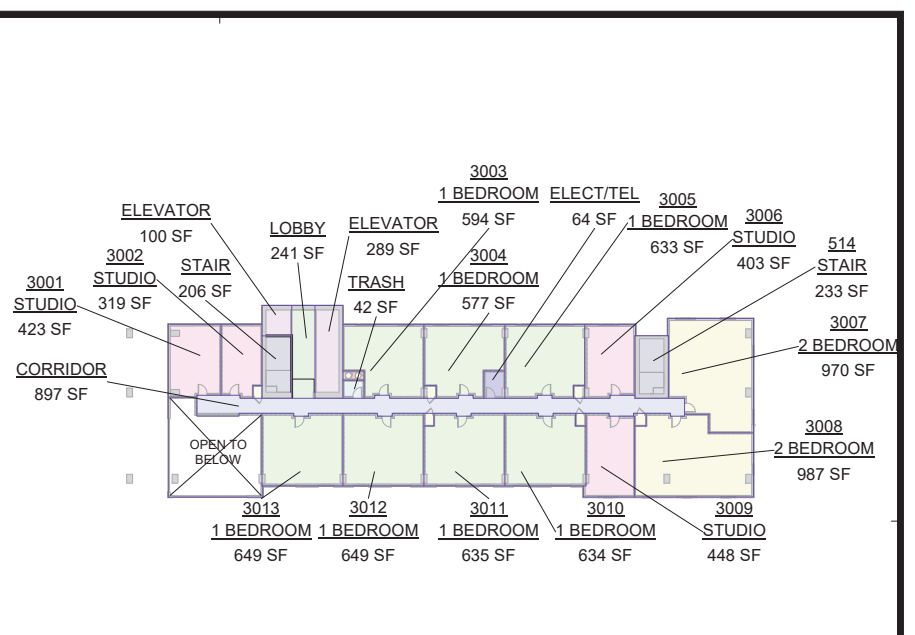 3003
1 BEDROOM
594 SF
ELECT/TEL
64 SF
3005
1 BEDROOM
633 SF
3006
STUDIO
403 SF
ELEVATOR
100 SF
LOBBY
241 SF
ELEVATOR
289 SF
3004
1 BEDROOM
577 SF
514
STAIR
233 SF
3002
STUDIO
319 SF
STAIR
206 SF
TRASH
42 SF
3001
STUDIO
423 SF
3007
2 BEDROOM
970 SF
CORRIDOR
897 SF
OPEN TO
BELOW
3008
2 BEDROOM
987 SF
3013
1 BEDROOM
649 SF
3012
1 BEDROOM
649 SF
3011
1 BEDROOM
635 SF
3010
1 BEDROOM
634 SF
3009
STUDIO
448 SF